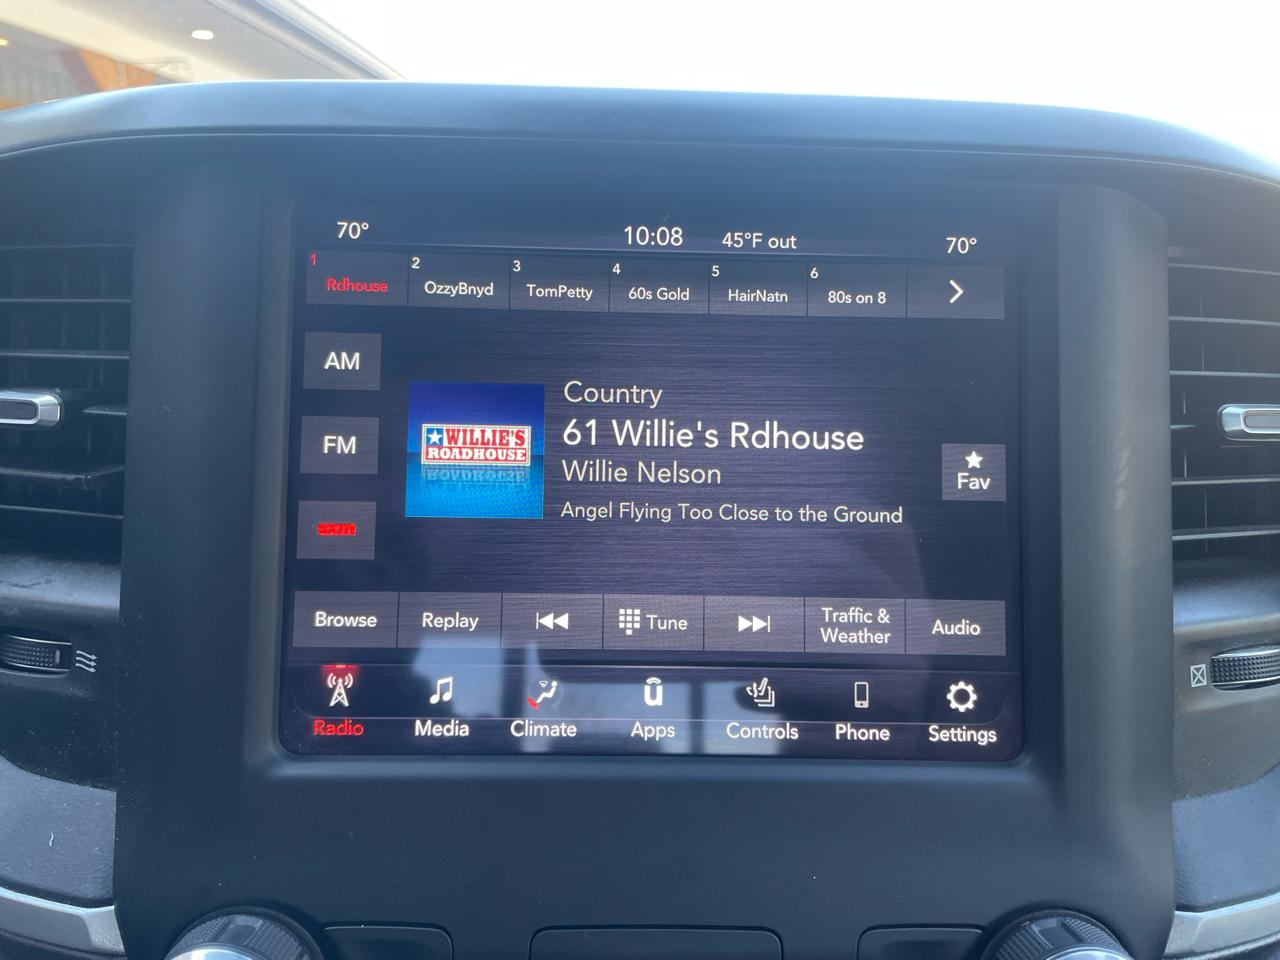 70° 10:08 45°F out 70°
1 2 3 4 5 6
Rdhouse OzzyBnyd TomPetty 60s Gold HairNatn 80s on 8
AM
FM
sxm
WILLIE'S
ROADHOUSE
Country
61 Willie's Rdhouse
Willie Nelson
Angel Flying Too Close to the Ground
Fav
Browse Replay Tune Traffic & Weather Audio
Radio Media Climate Apps Controls Phone Settings